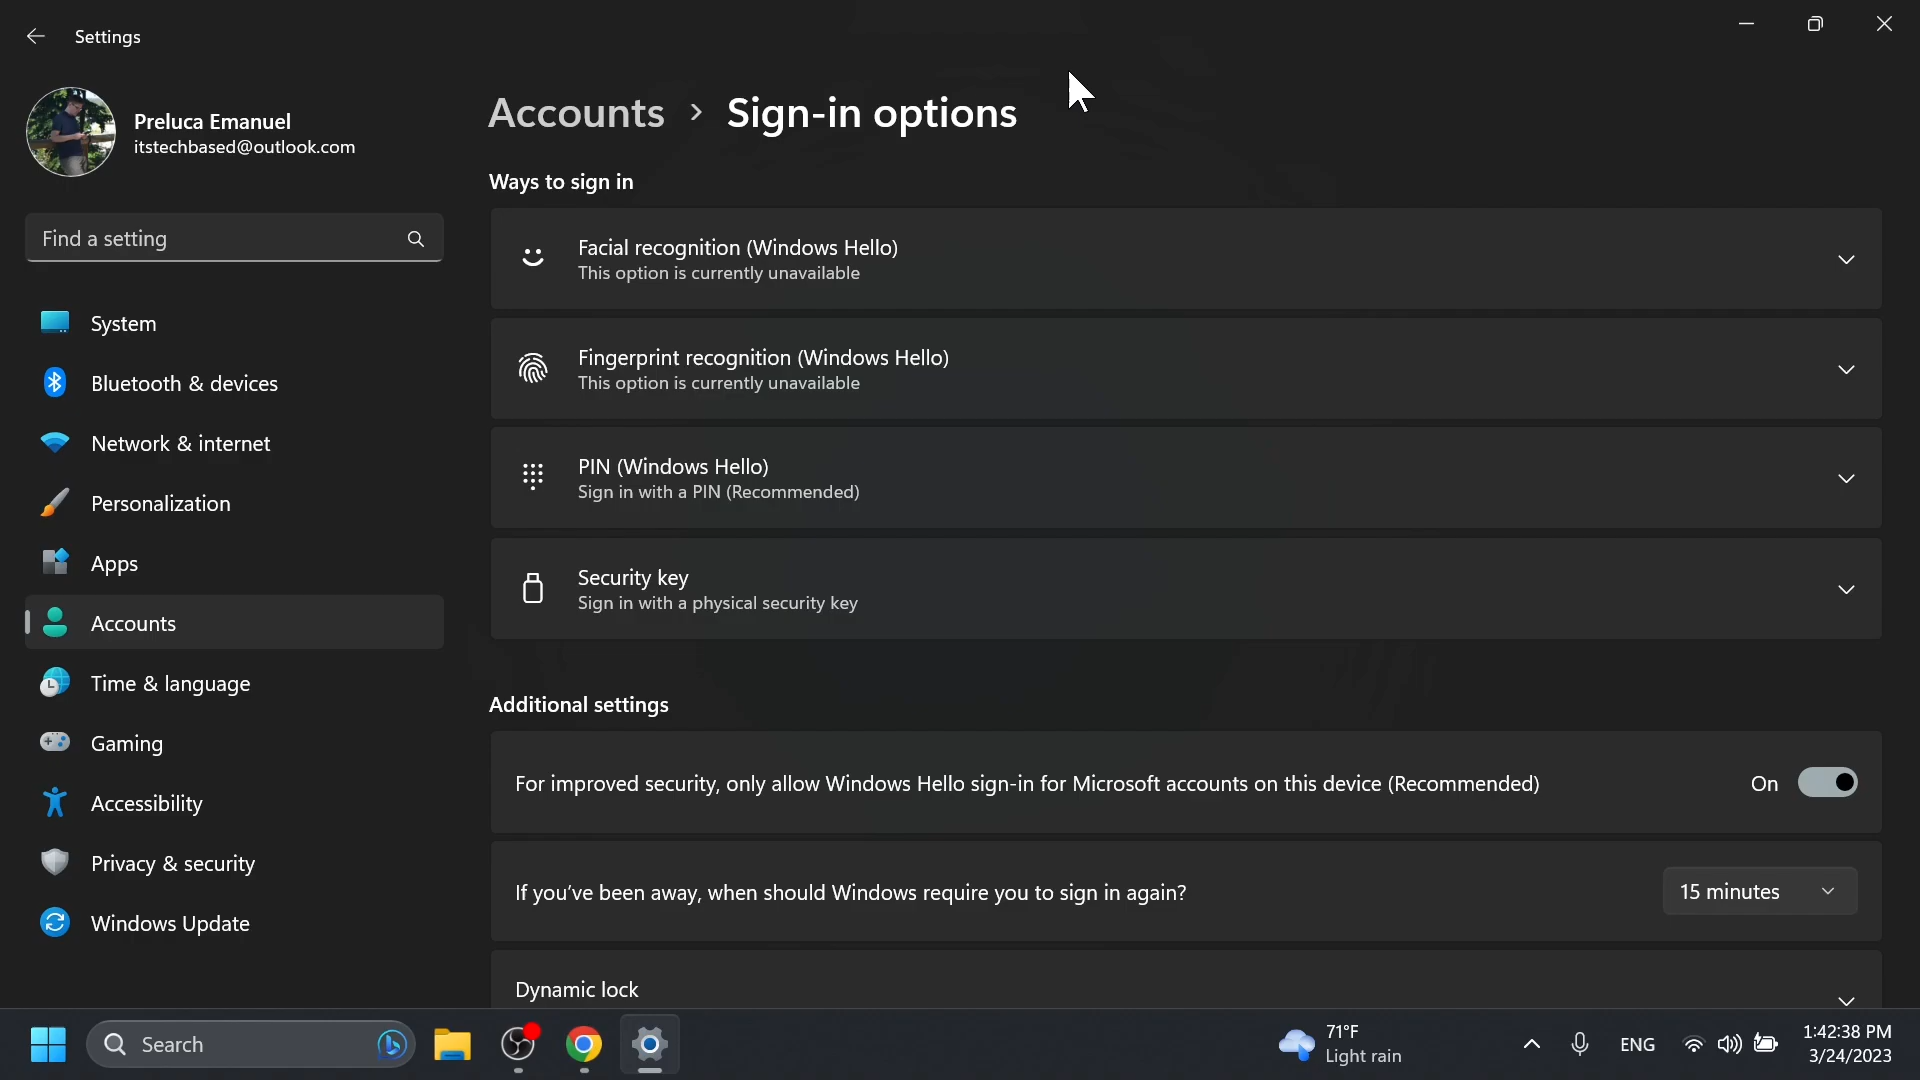 Settings
Preluca Emanuel
itstechbased@outlook.com
Find a setting
System
Bluetooth & devices
Network & internet
Personalization
Apps
Accounts
Time & language
Gaming
Accessibility
Privacy & security
Windows Update
Accounts > Sign-in options
Ways to sign in
Facial recognition (Windows Hello)
This option is currently unavailable
Fingerprint recognition (Windows Hello)
This option is currently unavailable
PIN (Windows Hello)
Sign in with a PIN (Recommended)
Security key
Sign in with a physical security key
Additional settings
For improved security, only allow Windows Hello sign-in for Microsoft accounts on this device (Recommended)
On
If you've been away, when should Windows require you to sign in again?
15 minutes
Dynamic lock
Search
71°F
Light rain
ENG
1:42:38 PM
3/24/2023